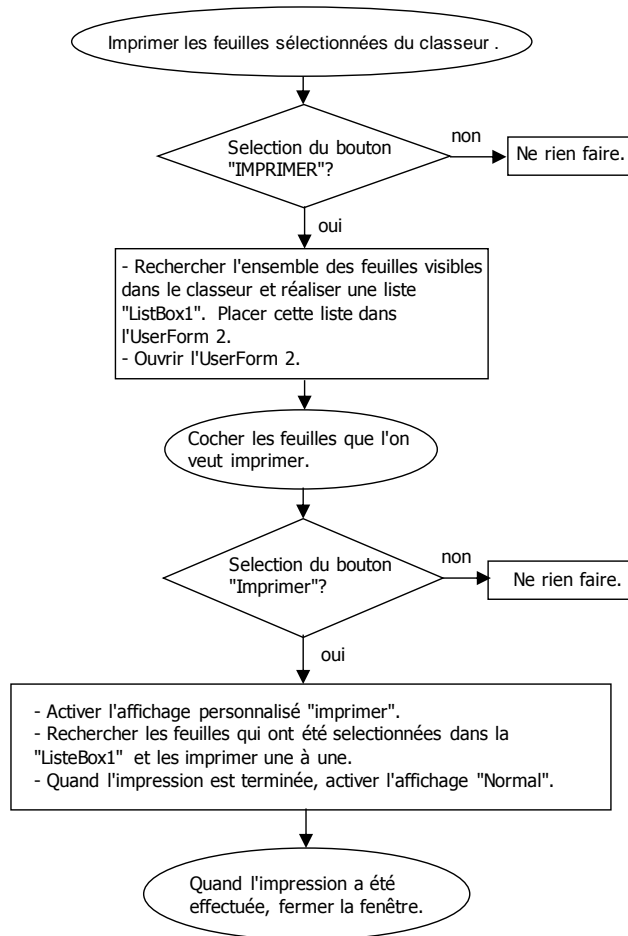 Imprimer les feuilles sélectionnées du classeur .
Selection du bouton
"IMPRIMER"?
non
Ne rien faire.
oui
- Rechercher l'ensemble des feuilles visibles
dans le classeur et réaliser une liste
"ListBox1".  Placer cette liste dans
l'UserForm 2.
- Ouvrir l'UserForm 2.
Cocher les feuilles que l'on
veut imprimer.
Selection du bouton
"Imprimer"?
non
Ne rien faire.
oui
- Activer l'affichage personnalisé "imprimer".
- Rechercher les feuilles qui ont été selectionnées dans la
"ListeBox1"  et les imprimer une à une.
- Quand l'impression est terminée, activer l'affichage "Normal".
Quand l'impression a été
effectuée, fermer la fenêtre.